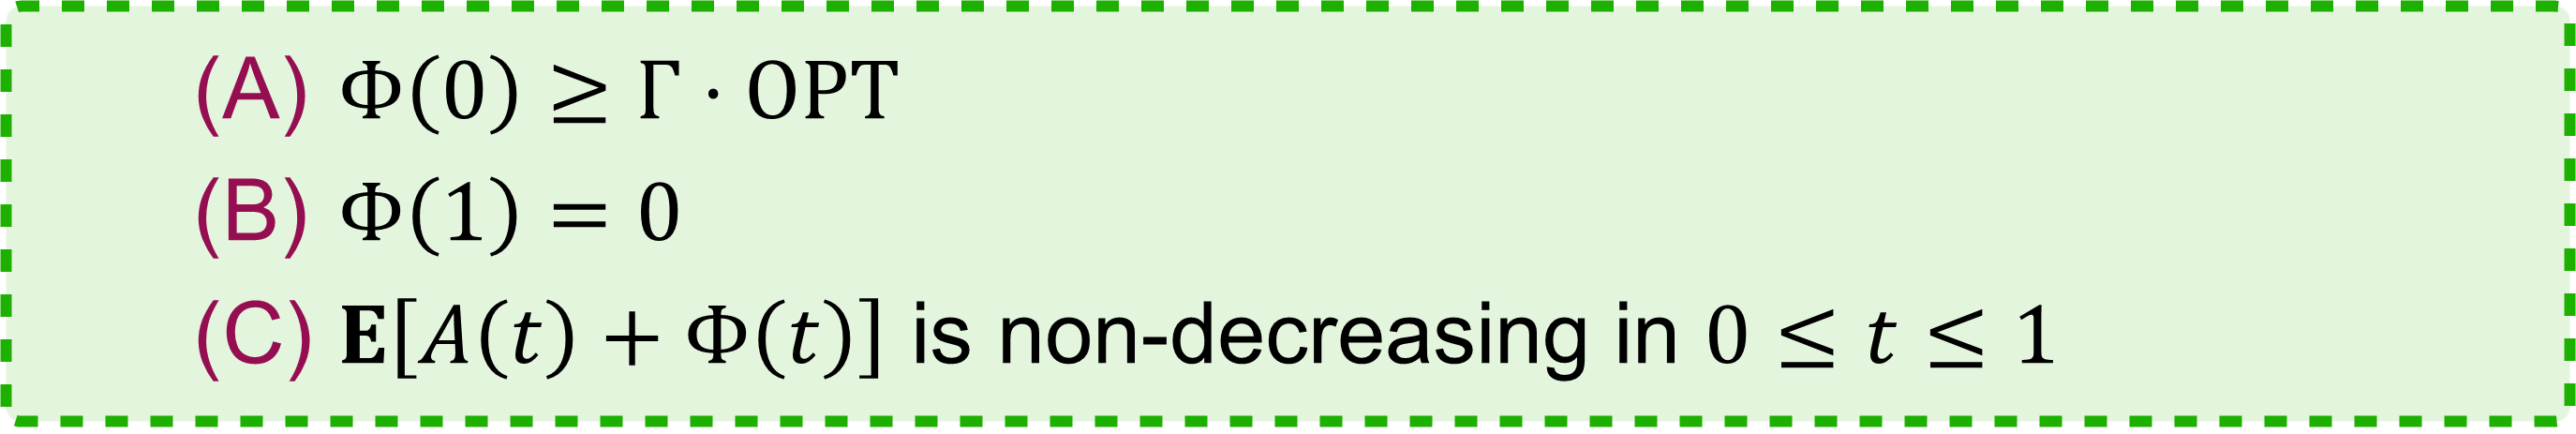 (A) Φ(0) ≥ Γ · OPT
(B) Φ(1) = 0
(C) E[A(t) + Φ(t)] is non-decreasing in 0 ≤ t ≤ 1